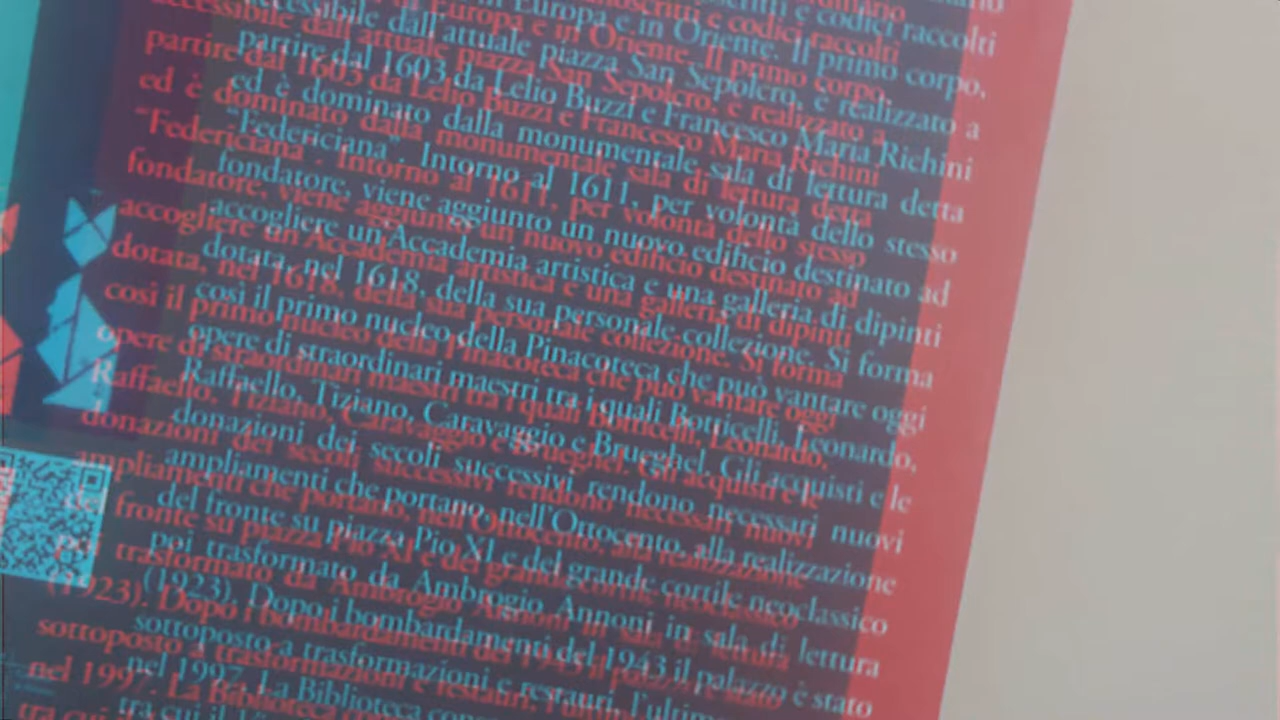 in Europa e in Oriente. Il primo corpo,
accessibile dall'attuale piazza San Sepolcro, è realizzato a
partire dal 1603 da Lelio Buzzi e Francesco Maria Richini
ed è dominato dalla monumentale sala di lettura detta
"Federiciana". Intorno al 1611, per volontà dello stesso
fondatore, viene aggiunto un nuovo edificio destinato ad
accogliere un'Accademia artistica e una galleria di dipinti
dotata, nel 1618, della sua personale collezione. Si forma
così il primo nucleo della Pinacoteca che può vantare oggi
opere di straordinari maestri tra i quali Botticelli, Leonardo,
Raffaello, Tiziano, Caravaggio e Brueghel. Gli acquisti e le
donazioni dei secoli successivi rendono necessari nuovi
ampliamenti che portano, nell'Ottocento, alla realizzazione
del fronte su piazza Pio XI e del grande cortile neoclassico
poi trasformato da Ambrogio Annoni in sala di lettura
(1923). Dopo i bombardamenti del 1943 il palazzo è stato
sottoposto a trasformazioni e restauri, l'ultimo
nel 1997. La Biblioteca
tra cui il